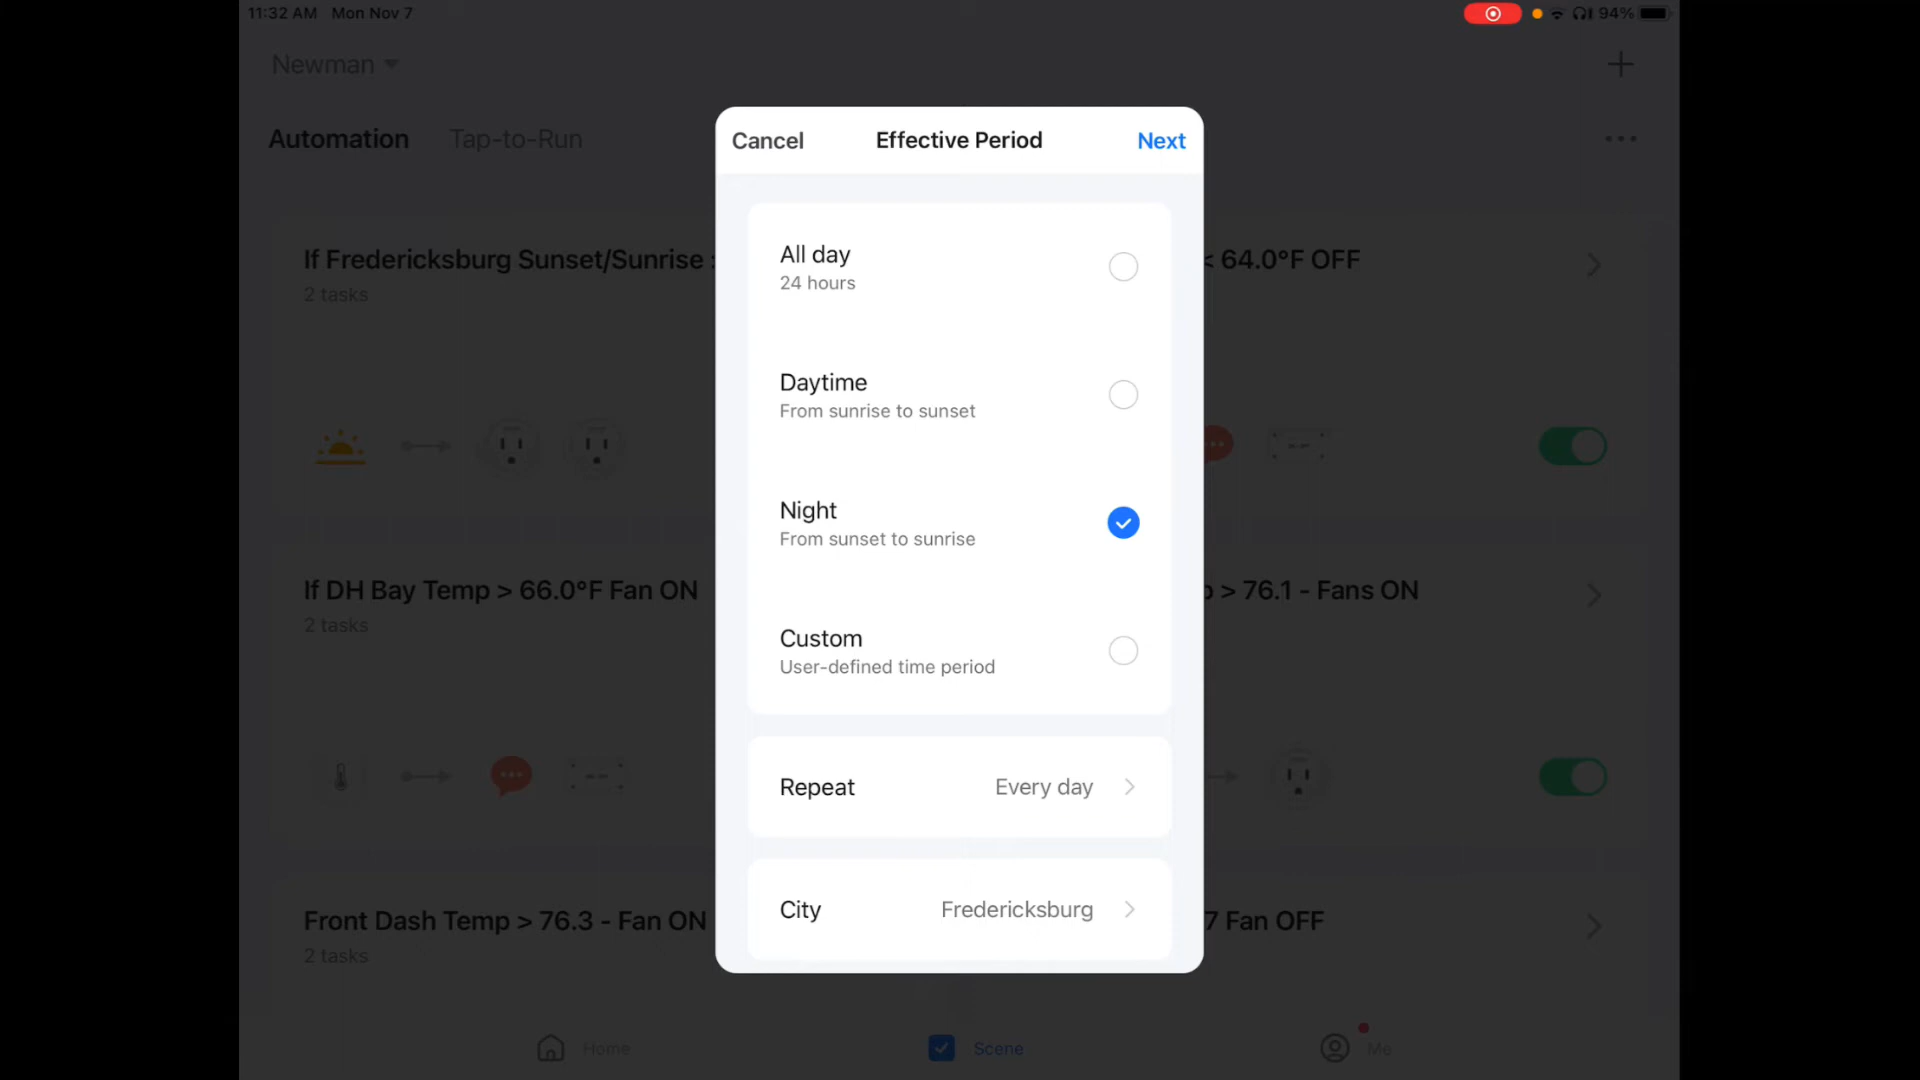 11:32 AM Mon Nov 7
94%
Newman
Automation Tap-to-Run
Cancel Effective Period Next
If Fredericksburg Sunset/Sunrise :
2 tasks
< 64.0°F OFF
All day
24 hours
Daytime
From sunrise to sunset
Night
From sunset to sunrise
If DH Bay Temp > 66.0°F Fan ON
2 tasks
> 76.1 - Fans ON
Custom
User-defined time period
Repeat Every day
City Fredericksburg
Front Dash Temp > 76.3 - Fan ON
2 tasks
7 Fan OFF
Home
Scene
Me